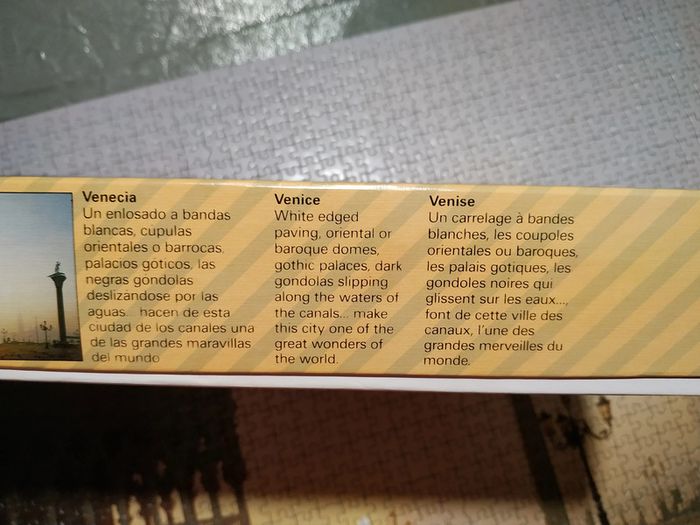 Venecia
Un enlosado a bandas
blancas, cupulas
orientales o barrocas,
palacios góticos, las
negras gondolas
deslizándose por las
aguas... hacen de esta
ciudad de los canales una
de las grandes maravillas
del mundo
Venice
White edged
paving, oriental or
baroque domes,
gothic palaces, dark
gondolas slipping
along the waters of
the canals... make
this city one of the
great wonders of
the world.
Venise
Un carrelage à bandes
blanches, les coupoles
orientales ou baroques,
les palais gotiques, les
gondoles noires qui
glissent sur les eaux...,
font de cette ville des
canaux, l'une des
grandes merveilles du
monde.